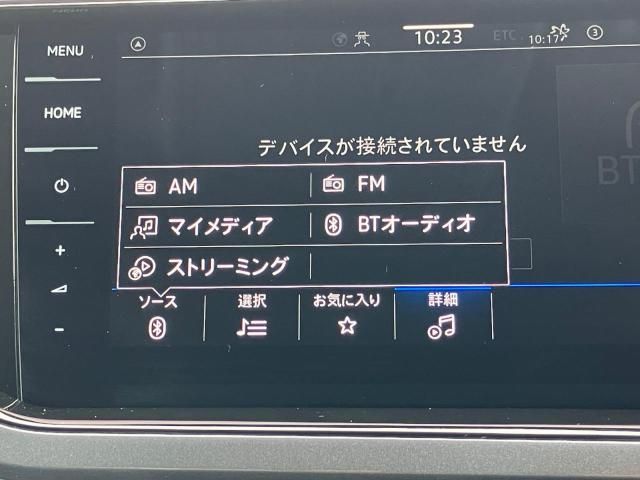 MENU
10:23
ETC
10:17
3
HOME
デバイスが接続されていません
BT
AM
FM
マイメディア
BTオーディオ
ストリーミング
ソース
選択
お気に入り
詳細
+
-